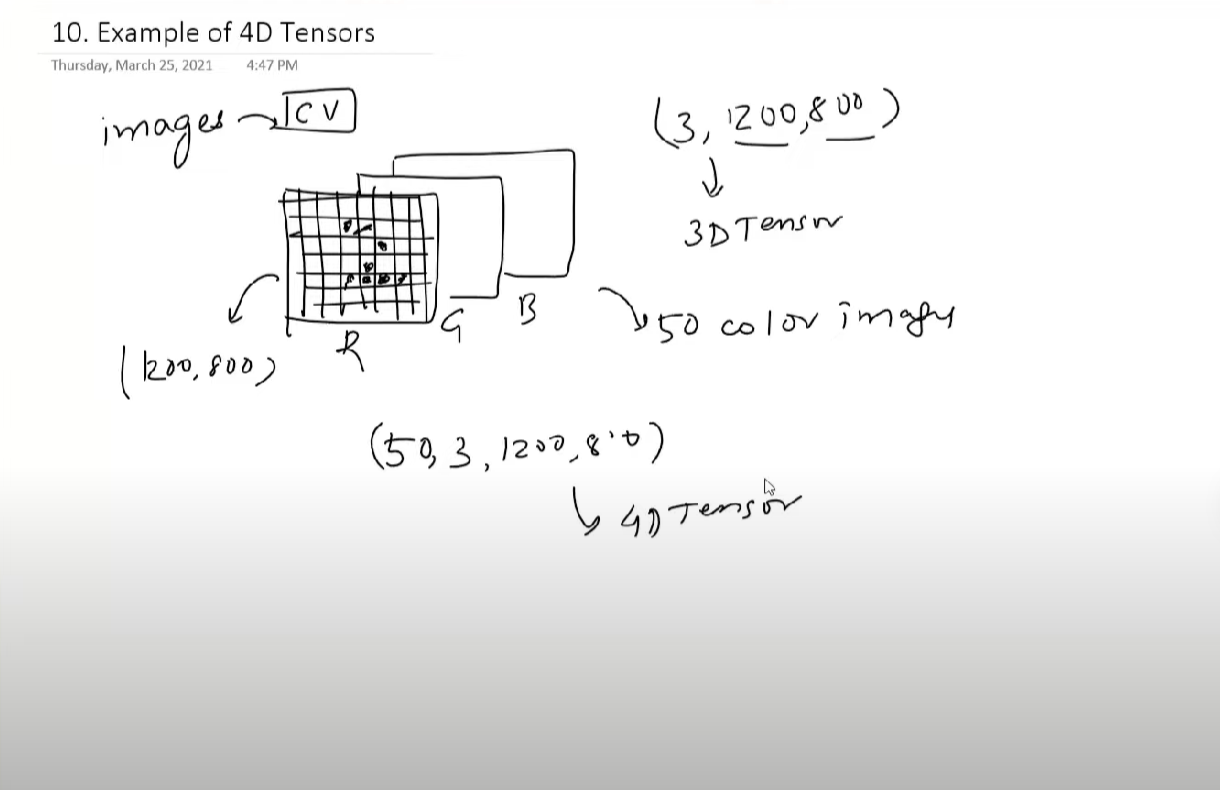 10. Example of 4D Tensors
Thursday, March 25, 2021 4:47 PM
images → CV
(3, 1200, 800)
3D Tensor
R
G
B
(1200, 800)
50 color images
(50, 3, 1200, 800)
4D Tensor